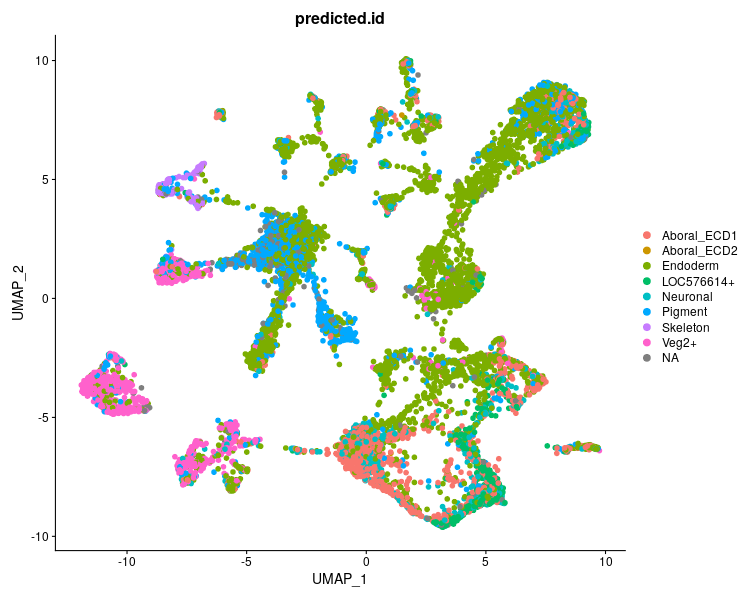 predicted.id
10
5
0
-5
-10
UMAP_2
-10
-5
0
5
10
UMAP_1
Aboral_ECD1
Aboral_ECD2
Endoderm
LOC576614+
Neuronal
Pigment
Skeleton
Veg2+
NA